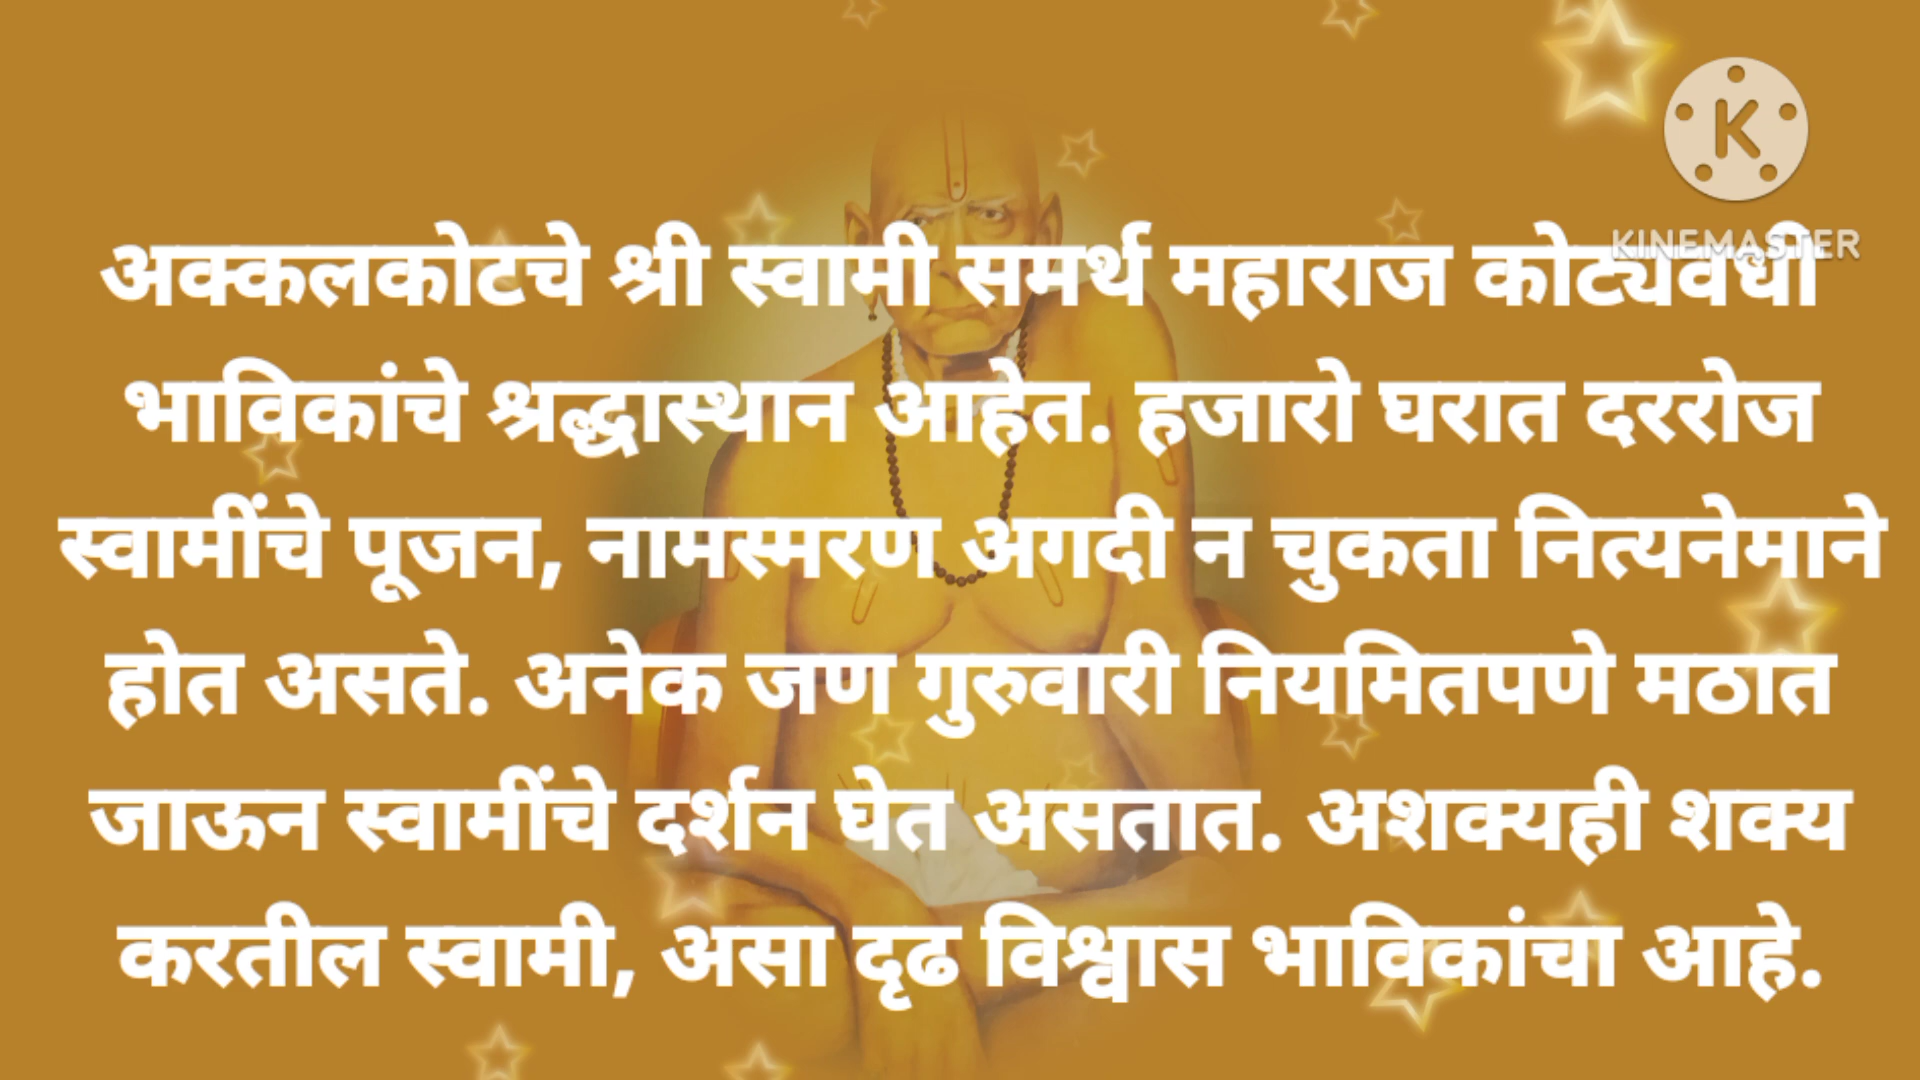 K
KINEMASTER
अक्कलकोटचे श्री स्वामी समर्थ महाराज कोट्यवधी
भाविकांचे श्रद्धास्थान आहेत. हजारो घरात दररोज
स्वामींचे पूजन, नामस्मरण अगदी न चुकता नित्यनेमाने
होत असते. अनेक जण गुरुवारी नियमितपणे मठात
जाऊन स्वामींचे दर्शन घेत असतात. अशक्यही शक्य
करतील स्वामी, असा दृढ विश्वास भाविकांचा आहे.